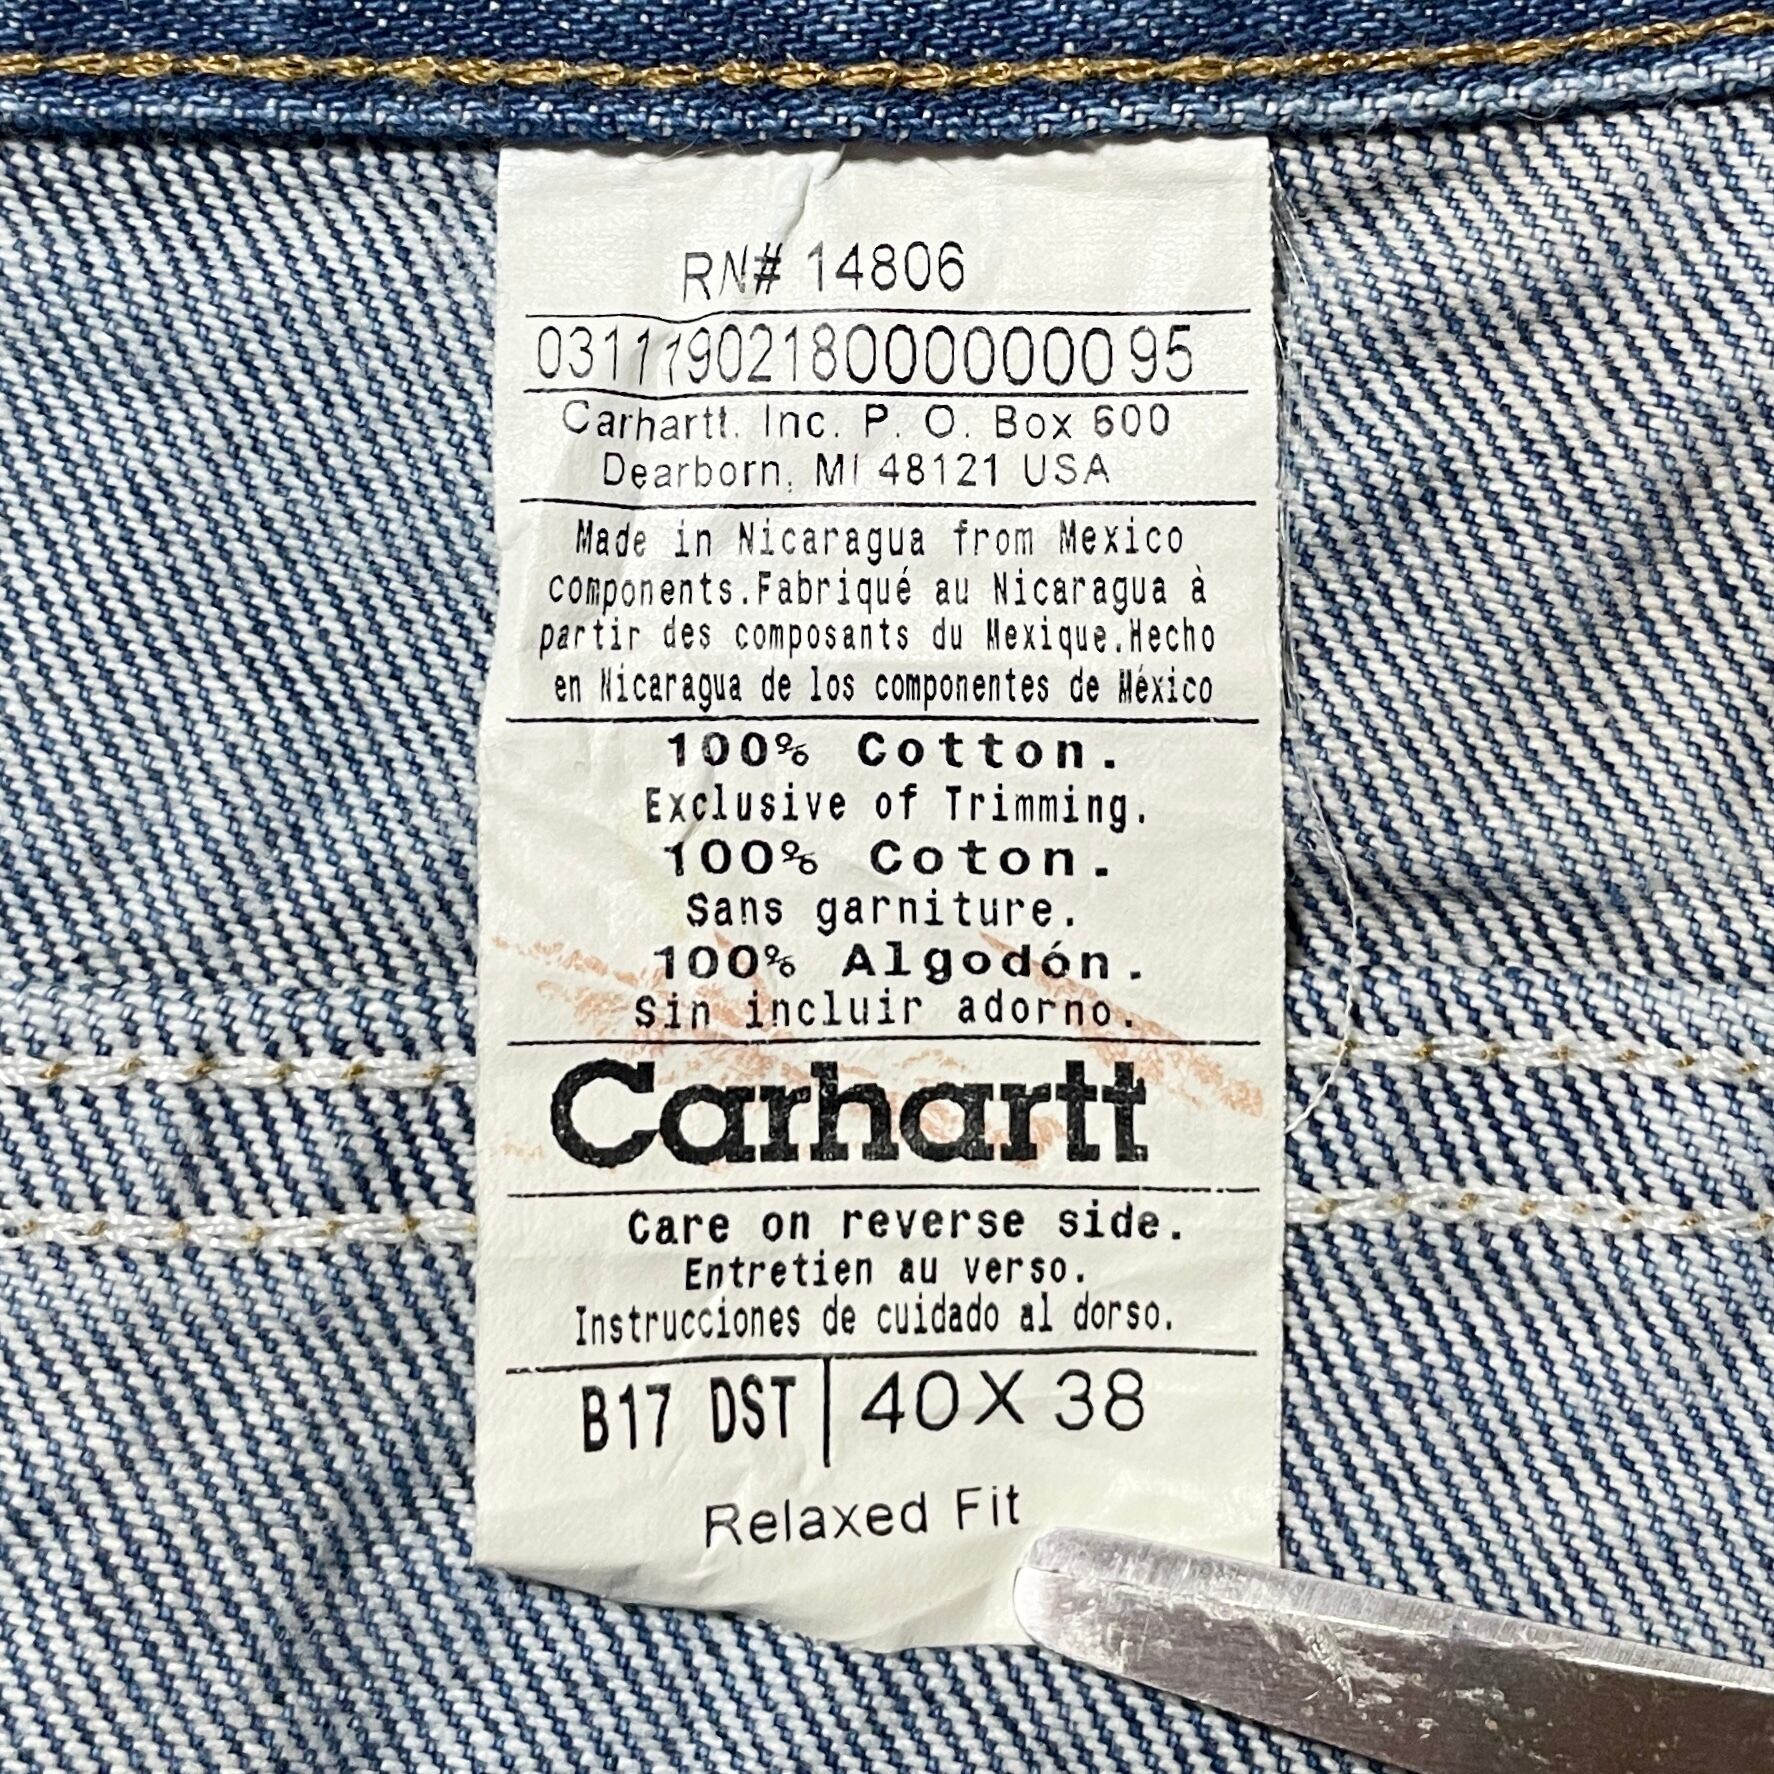 RN# 14806
0311190218000000095
Carhartt, Inc. P. O. Box 600
Dearborn, MI 48121 USA
Made in Nicaragua from Mexico
components.Fabriqué au Nicaragua à
partir des composants du Mexique.Hecho
en Nicaragua de los componentes de México
100% Cotton.
Exclusive of Trimming.
100% Coton.
Sans garniture.
100% Algodón.
Sin incluir adorno.
Carhartt
Care on reverse side.
Entretien au verso.
Instrucciones de cuidado al dorso.
B17 DST | 40 X 38
Relaxed Fit